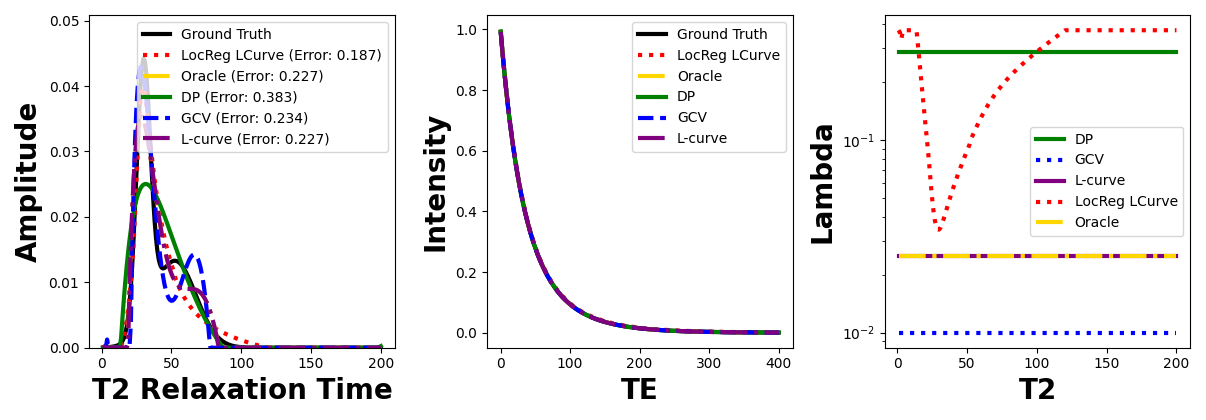 0.05
0.04
0.03
0.02
0.01
0.00
Amplitude
Ground Truth
LocReg LCurve (Error: 0.187)
Oracle (Error: 0.227)
DP (Error: 0.383)
GCV (Error: 0.234)
L-curve (Error: 0.227)
0 50 100 150 200
T2 Relaxation Time
1.0
0.8
0.6
0.4
0.2
0.0
Intensity
Ground Truth
LocReg LCurve
Oracle
DP
GCV
L-curve
0 100 200 300 400
TE
10⁻¹
10⁻²
Lambda
DP
GCV
L-curve
LocReg LCurve
Oracle
0 50 100 150 200
T2